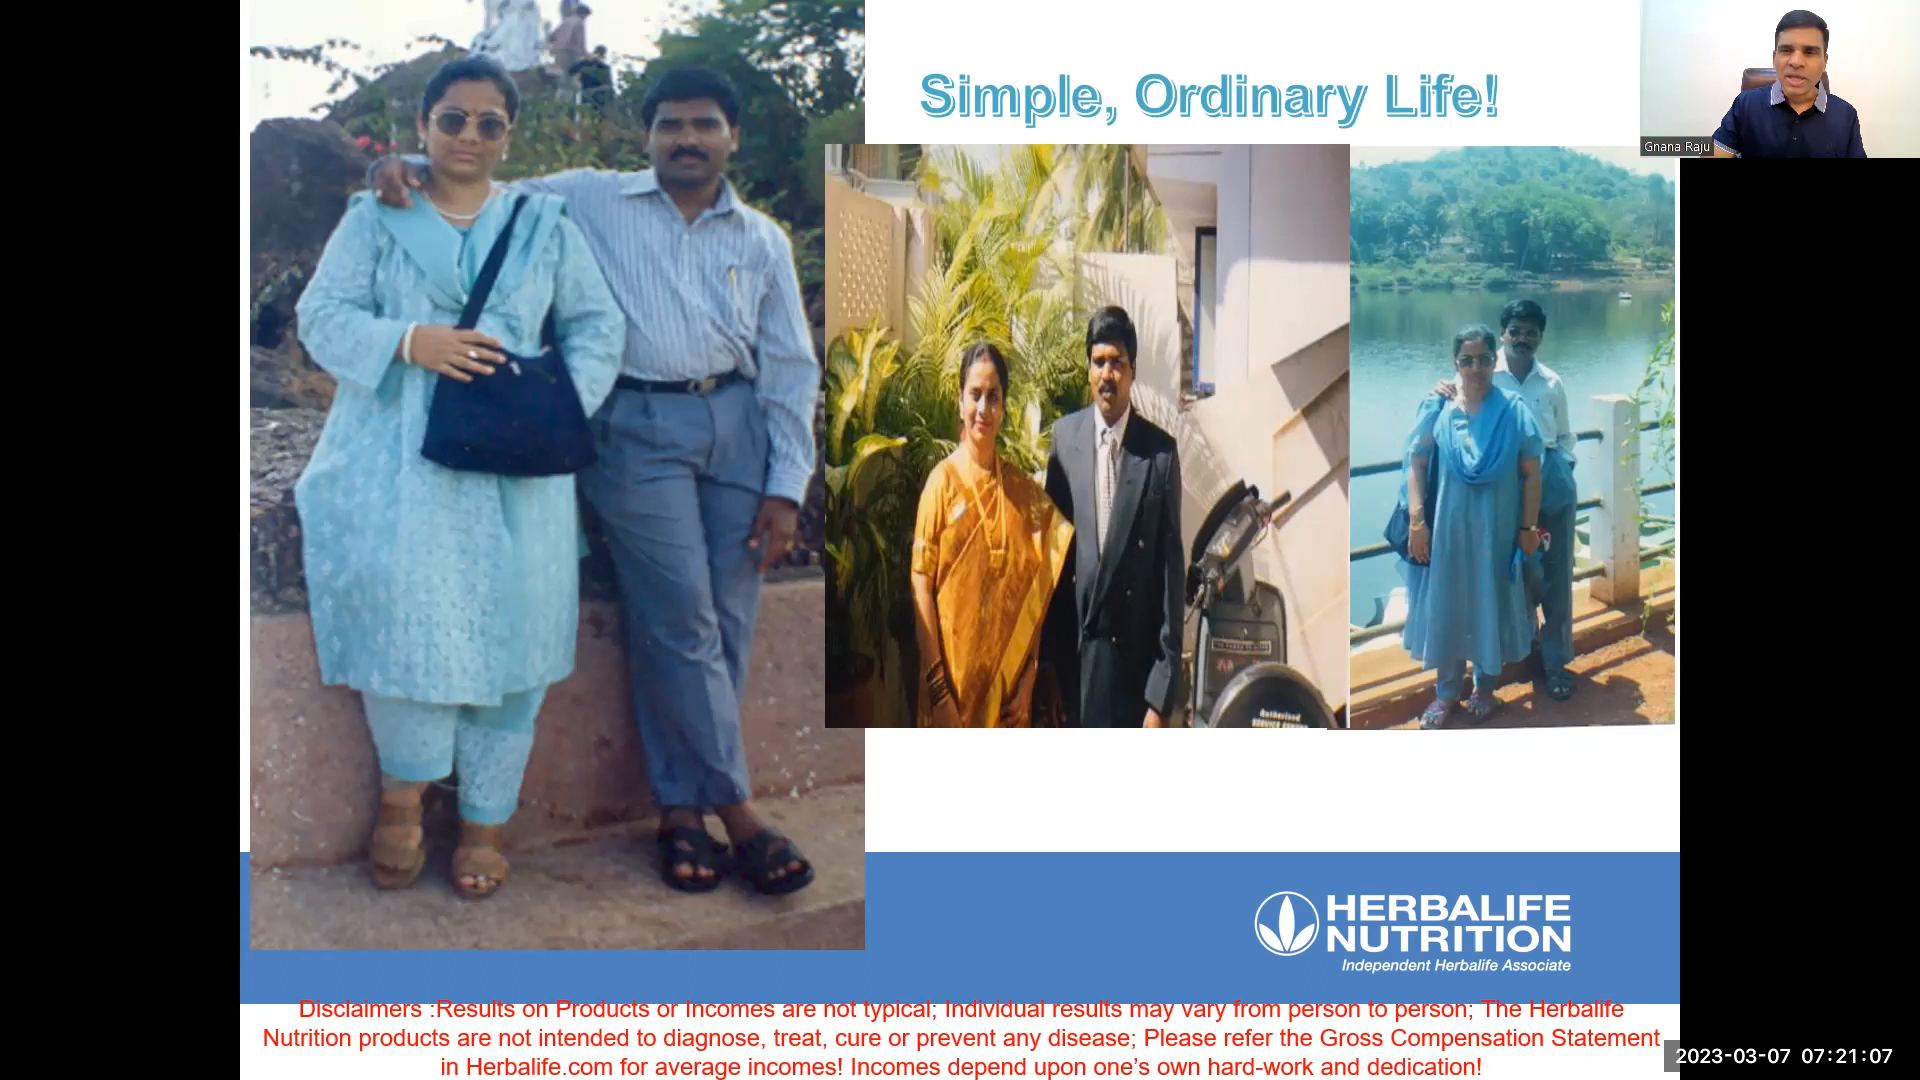 Simple, Ordinary Life!
Gnana Raju
Authorised
HERBALIFE
NUTRITION
Independent Herbalife Associate
Disclaimers :Results on Products or Incomes are not typical; Individual results may vary from person to person; The Herbalife
Nutrition products are not intended to diagnose, treat, cure or prevent any disease; Please refer the Gross Compensation Statement
in Herbalife.com for average incomes! Incomes depend upon one’s own hard-work and dedication!
2023-03-07 07:21:07